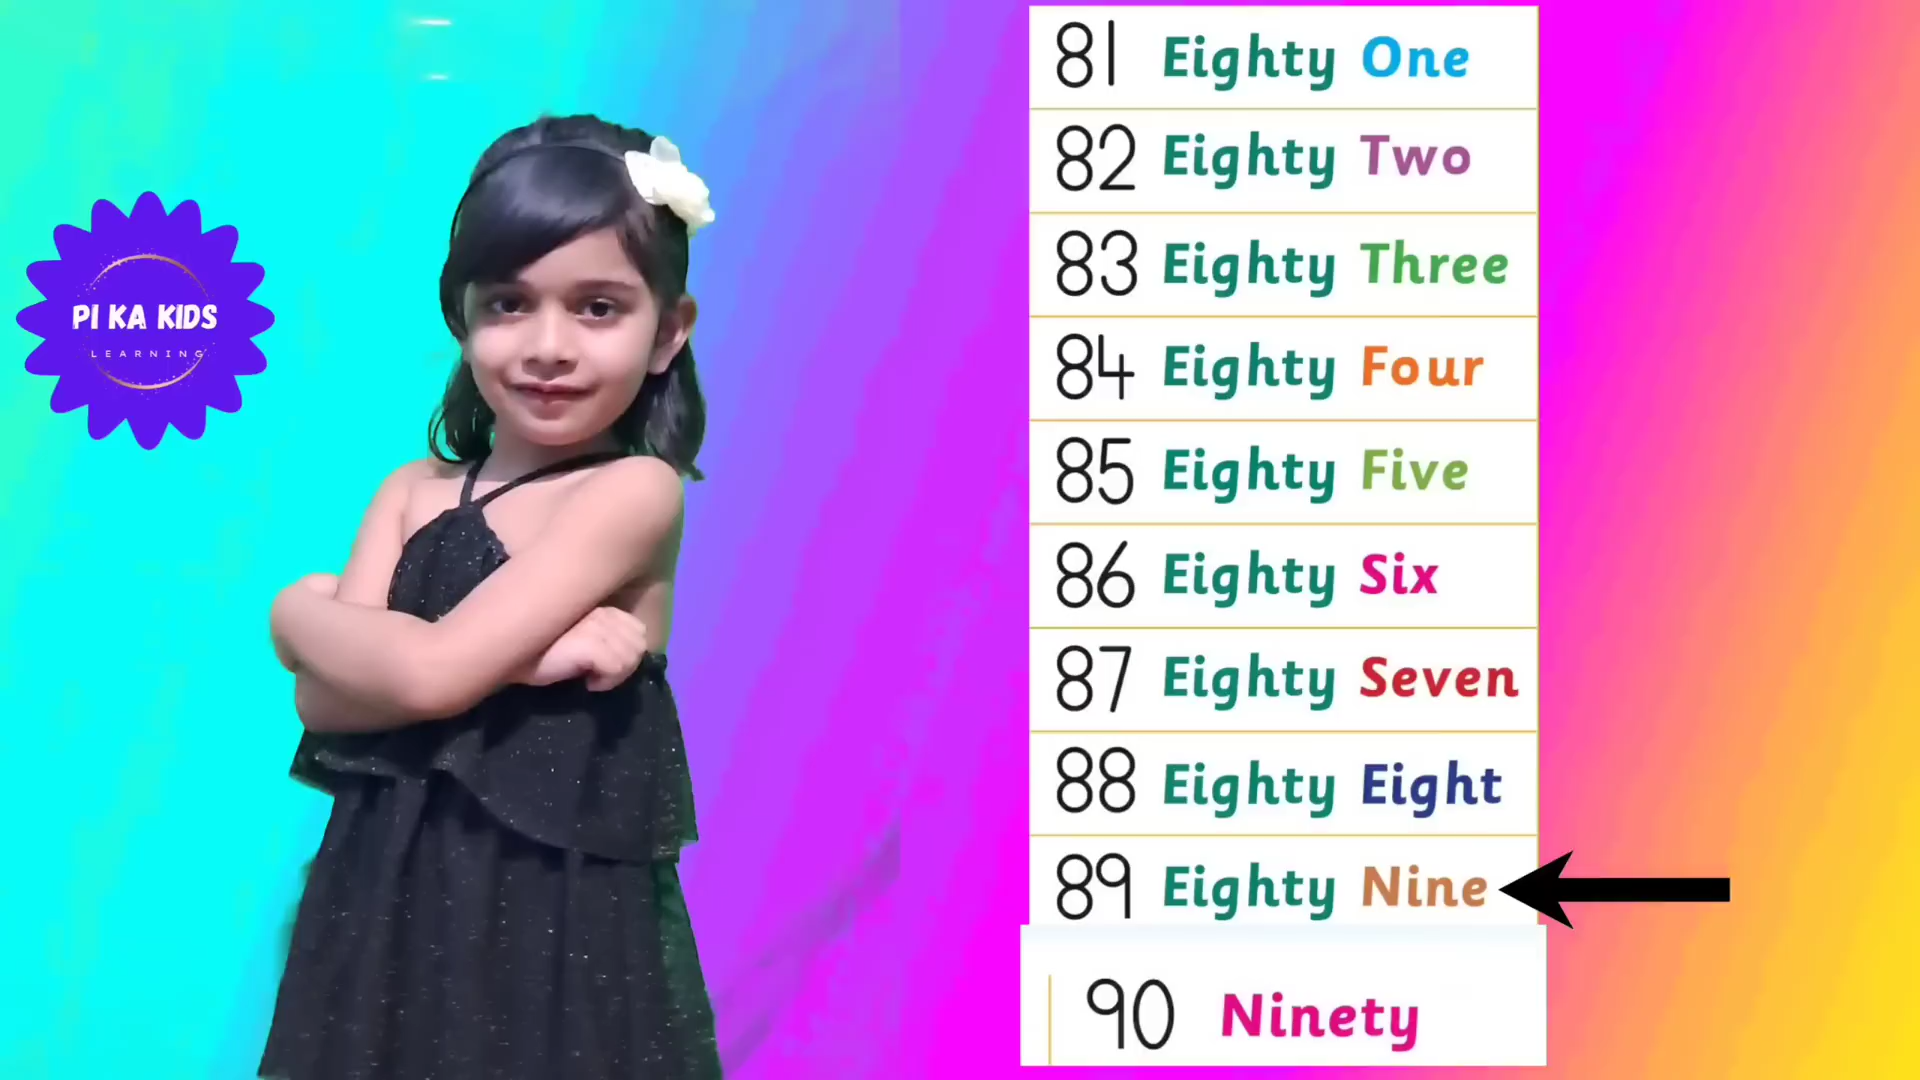 PI KA KIDS
LEARNING
81 Eighty One
82 Eighty Two
83 Eighty Three
84 Eighty Four
85 Eighty Five
86 Eighty Six
87 Eighty Seven
88 Eighty Eight
89 Eighty Nine
90 Ninety